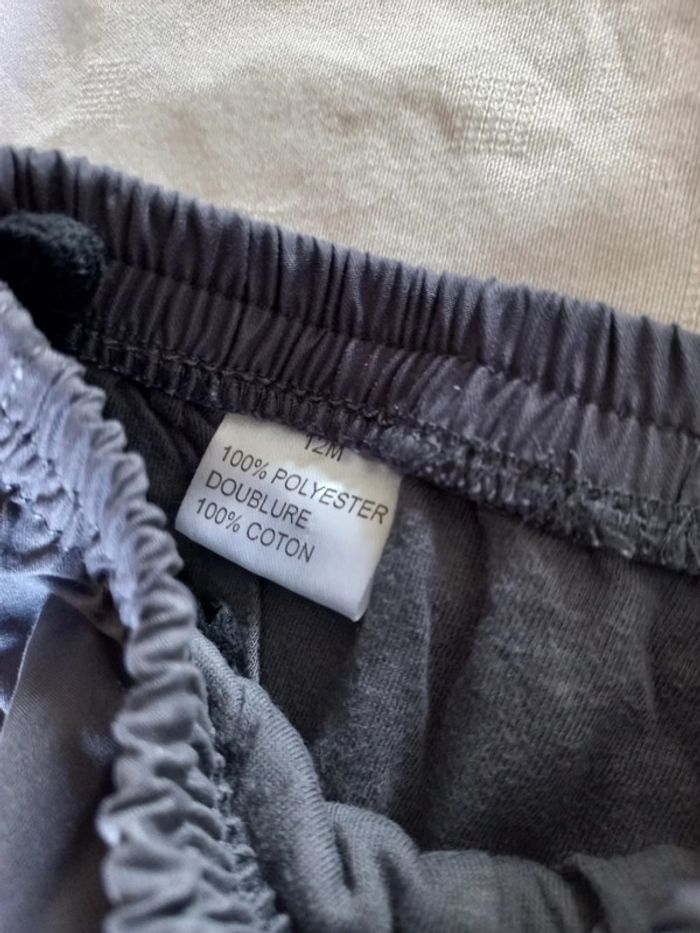 12M
100% POLYESTER
DOUBLURE
100% COTON